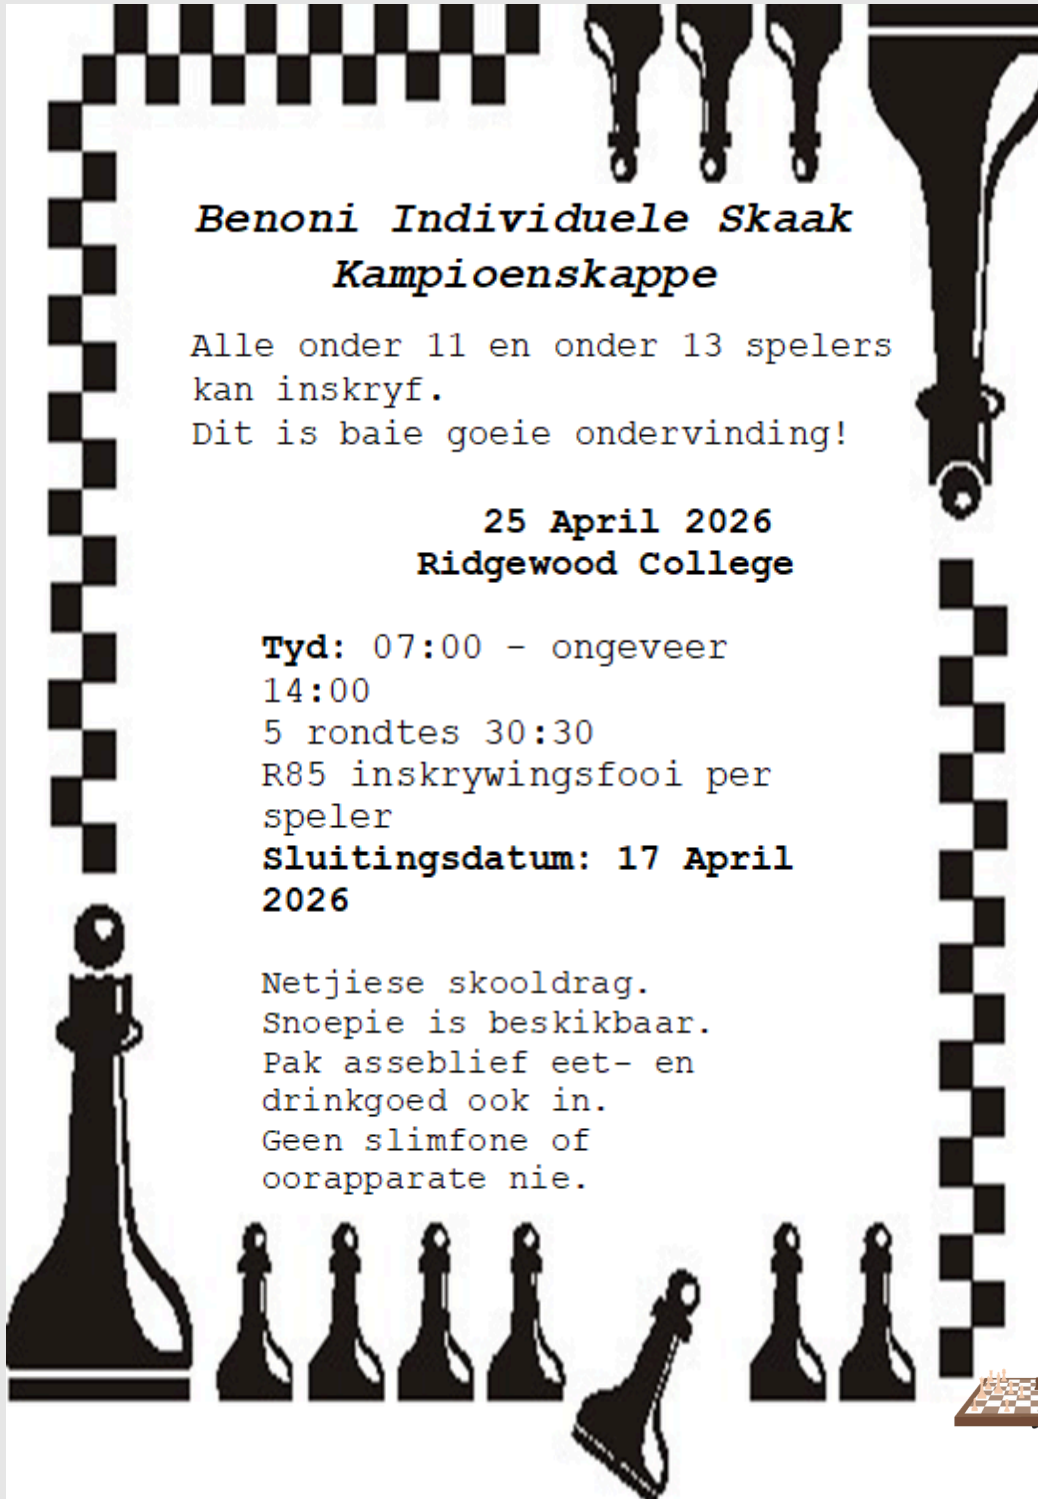 Benoni Individuele Skaak
Kampioenskappe
Alle onder 11 en onder 13 spelers
kan inskryf.
Dit is baie goeie ondervinding!
25 April 2026
Ridgewood College
Tyd: 07:00 - ongeveer
14:00
5 rondtes 30:30
R85 inskrywingsfooi per
speler
Sluitingsdatum: 17 April
2026
Netjiese skooldrag.
Snoepie is beskikbaar.
Pak asseblief eet- en
drinkgoed ook in.
Geen slimfone of
oorapparate nie.